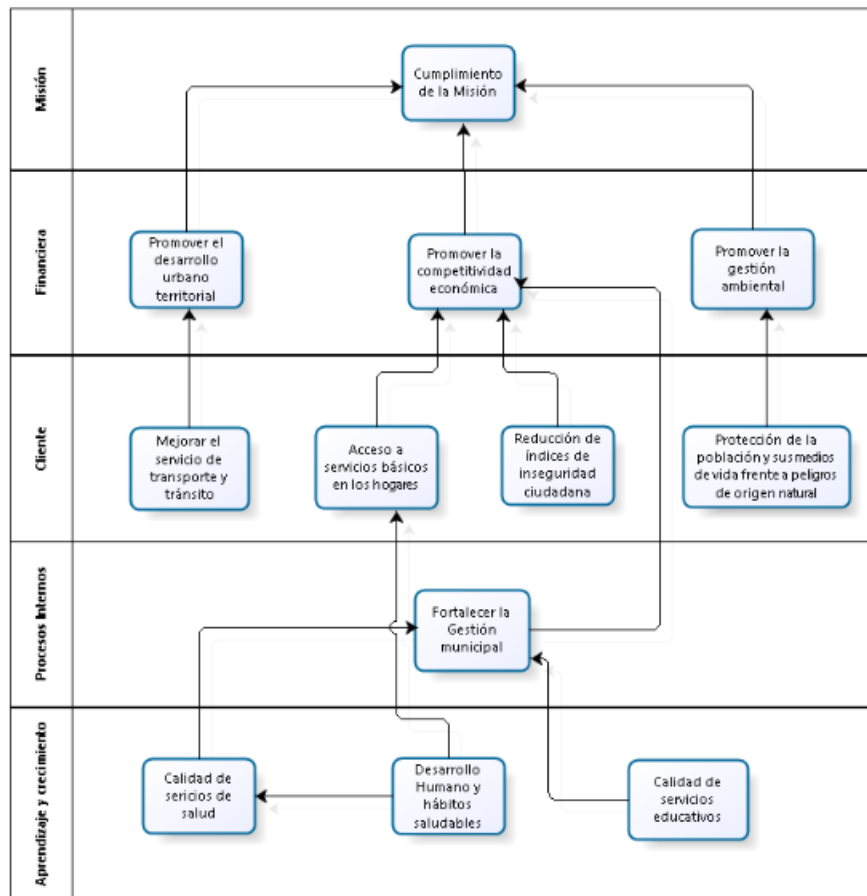 Misión
Cumplimiento
de la Misión
Financiera
Promover el
desarrollo
urbano
territorial
Promover la
competitividad
económica
Promover la
gestión
ambiental
Cliente
Mejorar el
servicio de
transporte y
tránsito
Acceso a
servicios básicos
en los hogares
Reducción de
índices de
inseguridad
ciudadana
Protección de la
población y sus medios
de vida frente a peligros
de origen natural
Procesos Internos
Fortalecer la
Gestión
municipal
Aprendizaje y crecimiento
Calidad de
sericios de
salud
Desarrollo
Humano y
hábitos
saludables
Calidad de
servicios
educativos